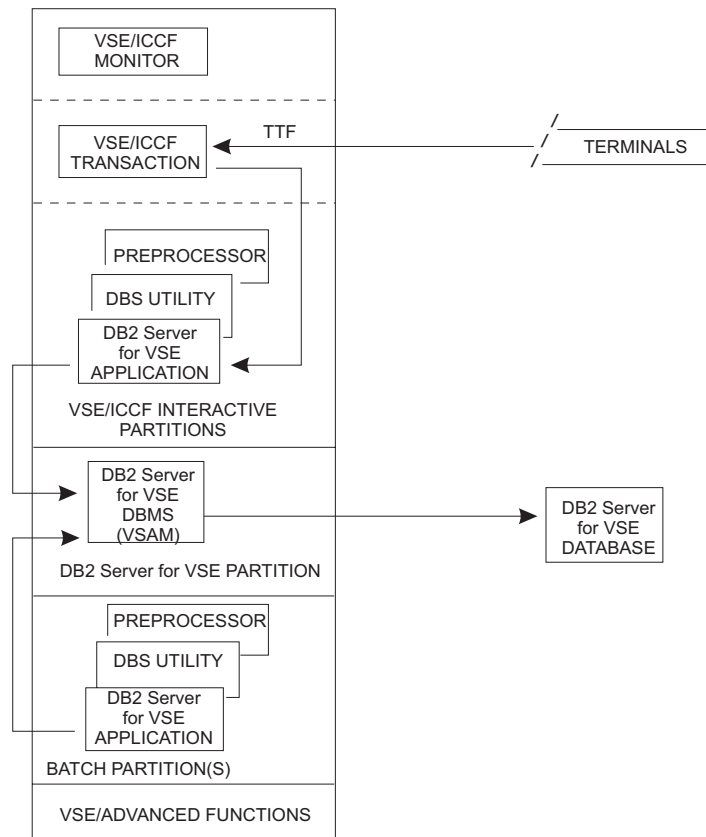 VSE/ICCF
MONITOR
VSE/ICCF
TRANSACTION
TTF
TERMINALS
PREPROCESSOR
DBS UTILITY
DB2 Server
for VSE
APPLICATION
VSE/ICCF INTERACTIVE
PARTITIONS
DB2 Server
for VSE
DBMS
(VSAM)
DB2 Server
for VSE
DATABASE
DB2 Server for VSE PARTITION
PREPROCESSOR
DBS UTILITY
DB2 Server
for VSE
APPLICATION
BATCH PARTITION(S)
VSE/ADVANCED FUNCTIONS